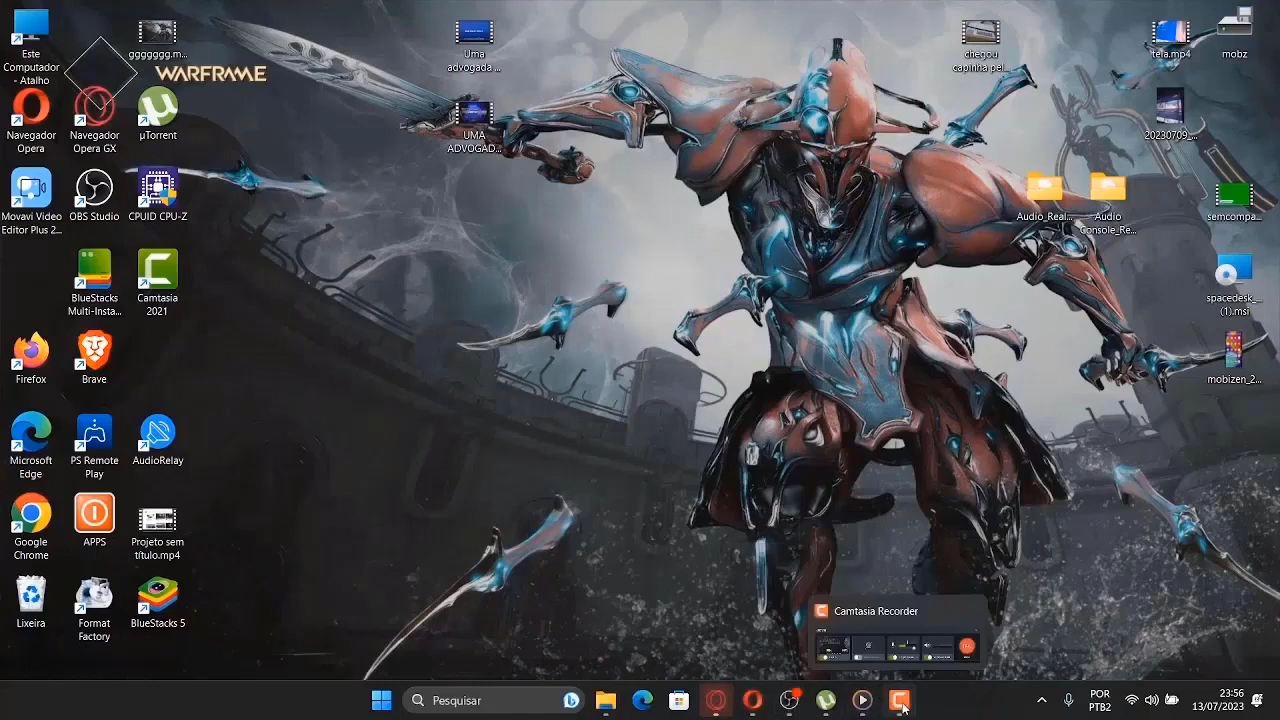 Este
Computador
- Atalho
gggggg.m...
WARFRAME
Uma
advogada ...
chegou
capinha pel...
tela.mp4
mobz
Navegador
Opera
Navegador
Opera GX
µTorrent
UMA
ADVOGAD...
20230709_...
Movavi Video
Editor Plus 2...
OBS Studio
CPUID CPU-Z
Audio_Real...
Audio
Console_Re...
semcompa...
BlueStacks
Multi-Insta...
Camtasia
2021
spacedesk_...
(1).msi
Firefox
Brave
mobizen_2...
Microsoft
Edge
PS Remote
Play
AudioRelay
Google
Chrome
APPS
Projeto sem
título.mp4
Lixeira
Format
Factory
BlueStacks 5
Camtasia Recorder
Pesquisar
POR
PTB2
23:56
13/07/2023